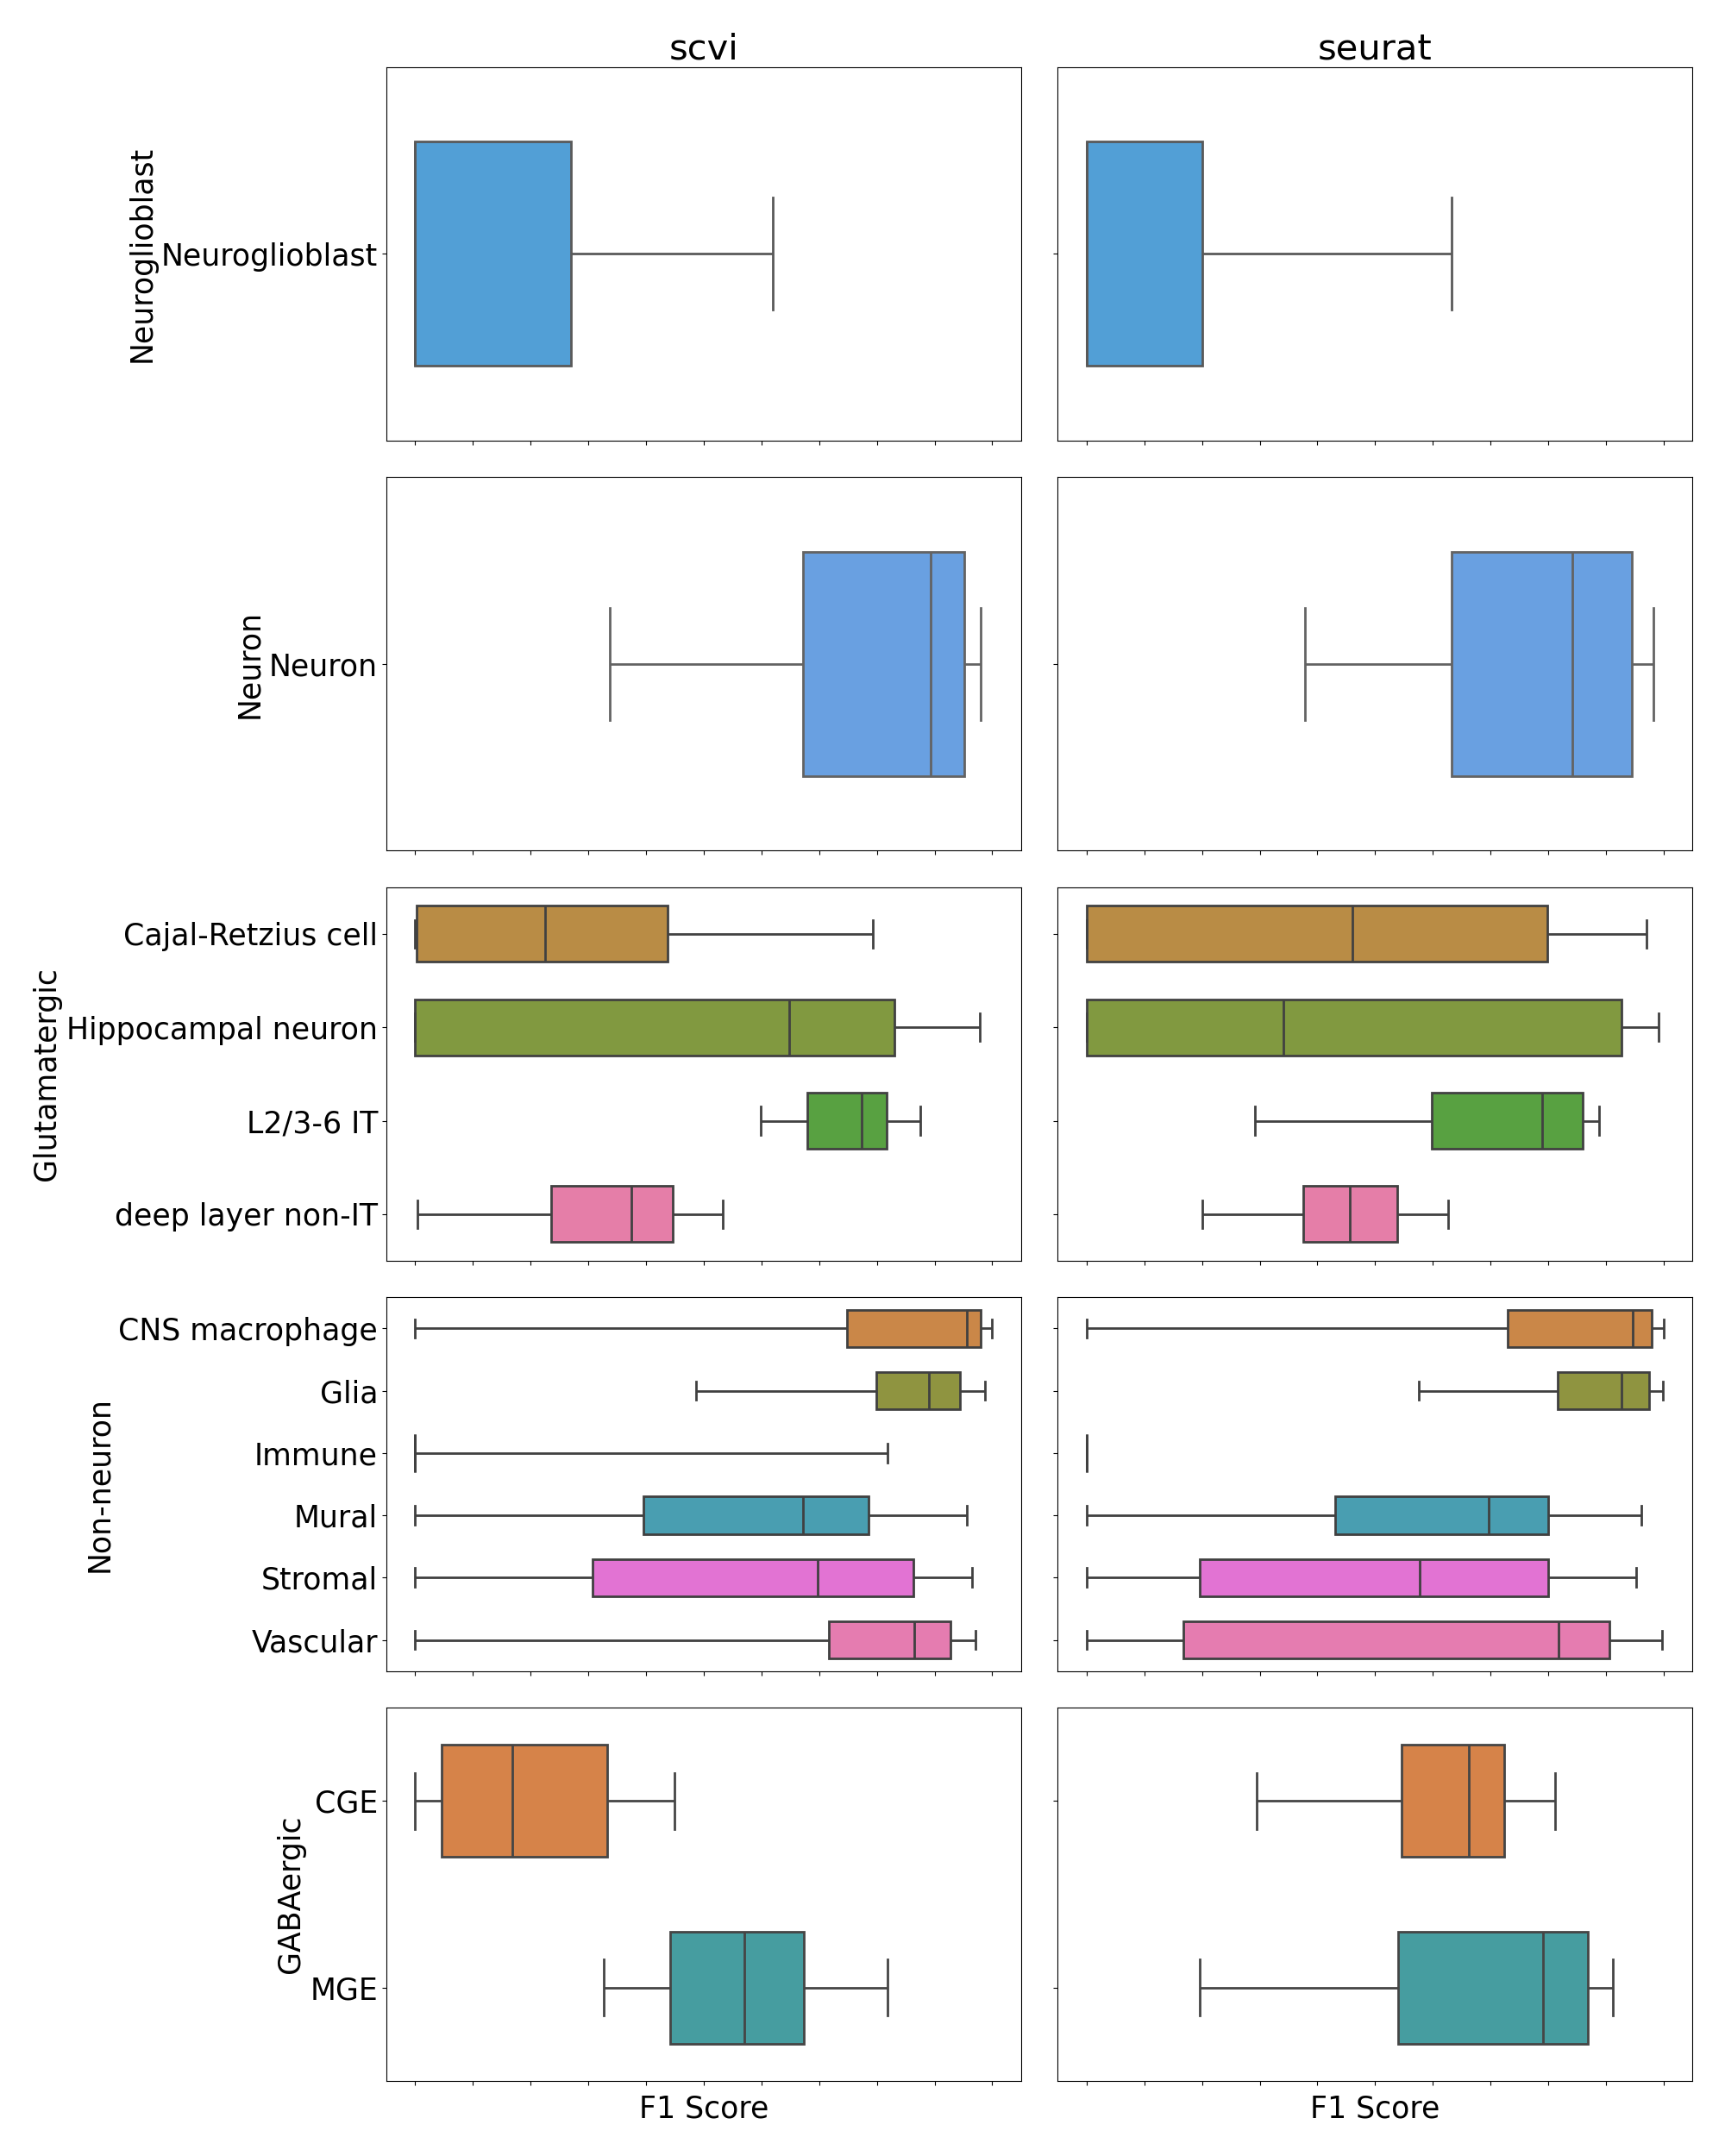 scvi
seurat
Neuroglioblast
Neuroglioblast
Neuron
Neuron
Glutamatergic
Cajal-Retzius cell
Hippocampal neuron
L2/3-6 IT
deep layer non-IT
Non-neuron
CNS macrophage
Glia
Immune
Mural
Stromal
Vascular
GABAergic
CGE
MGE
F1 Score
F1 Score